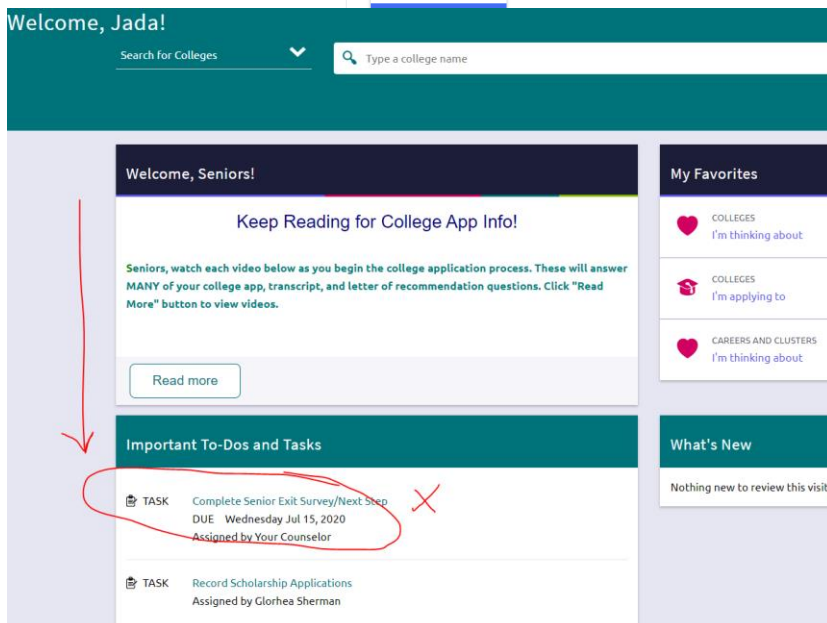 Welcome, Jada!
Search for Colleges
Type a college name
Welcome, Seniors!
Keep Reading for College App Info!
Seniors, watch each video below as you begin the college application process. These will answer
MANY of your college app, transcript, and letter of recommendation questions. Click "Read
More" button to view videos.
Read more
My Favorites
COLLEGES
I'm thinking about
COLLEGES
I'm applying to
CAREERS AND CLUSTERS
I'm thinking about
Important To-Dos and Tasks
TASK Complete Senior Exit Survey/Next Step
DUE Wednesday Jul 15, 2020
Assigned by Your Counselor
TASK Record Scholarship Applications
Assigned by Glorhea Sherman
What's New
Nothing new to review this visit